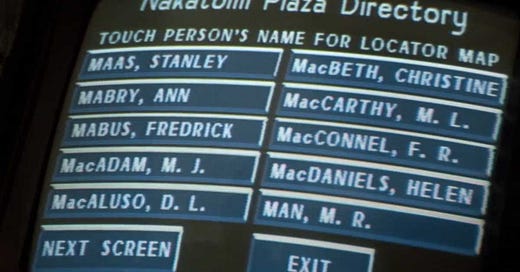 Nakatomi Plaza Directory
TOUCH PERSON'S NAME FOR LOCATOR MAP
MAAS, STANLEY
MABRY, ANN
MABUS, FREDRICK
MacADAM, M. J.
MacALUSO, D. L.
MacBETH, CHRISTINE
MacCARTHY, M. L.
MacCONNEL, F. R.
MacDANIELS, HELEN
MAN, M. R.
NEXT SCREEN
EXIT